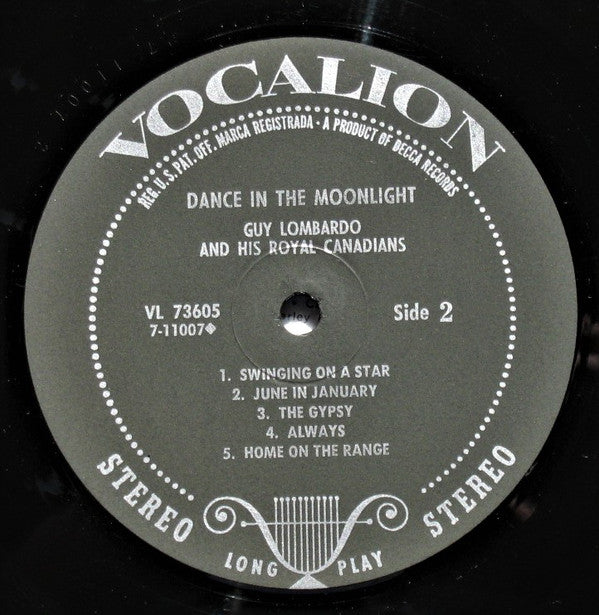 VOCALION
REG. U.S. PAT. OFF. MARCA REGISTRADA · A PRODUCT OF DECCA RECORDS
DANCE IN THE MOONLIGHT
GUY LOMBARDO
AND HIS ROYAL CANADIANS
VL 73605
7-11007◆
Side 2
1. SWINGING ON A STAR
2. JUNE IN JANUARY
3. THE GYPSY
4. ALWAYS
5. HOME ON THE RANGE
STEREO
LONG PLAY
STEREO